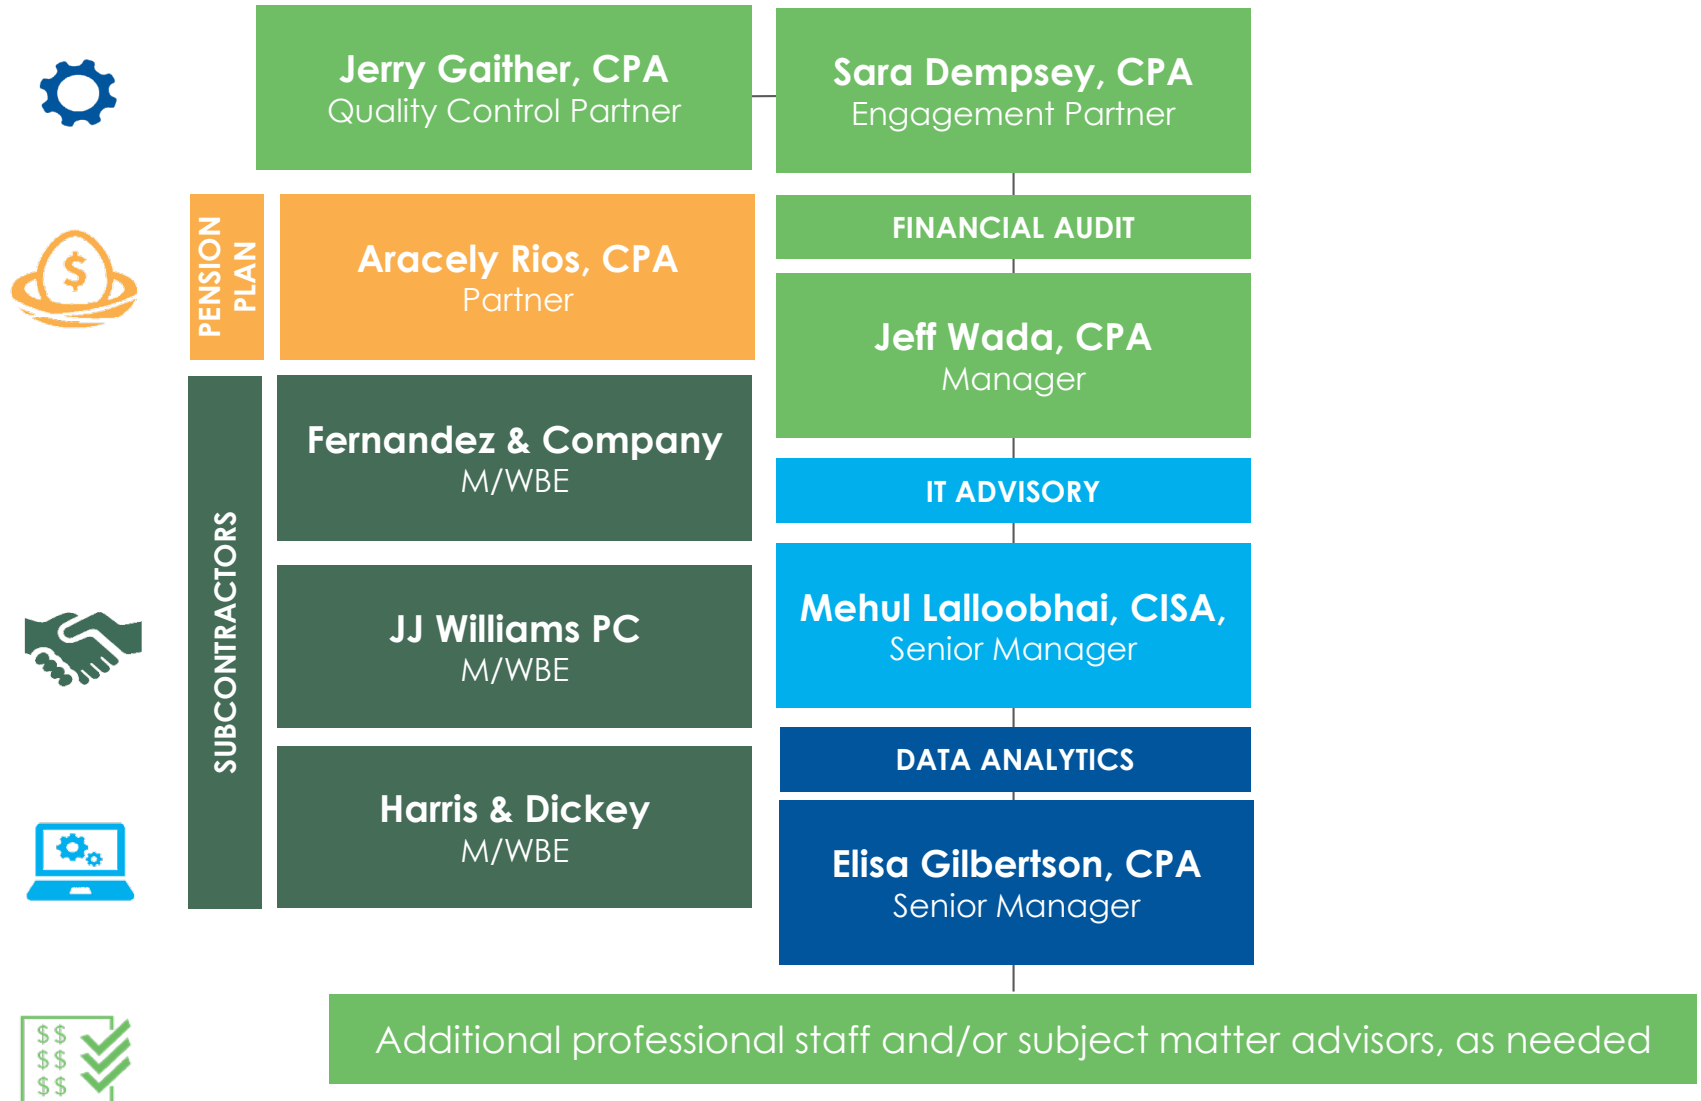 Jerry Gaither, CPA
Quality Control Partner
Sara Dempsey, CPA
Engagement Partner
PENSION
PLAN
Aracely Rios, CPA
Partner
FINANCIAL AUDIT
Jeff Wada, CPA
Manager
SUBCONTRACTORS
Fernandez & Company
M/WBE
IT ADVISORY
JJ Williams PC
M/WBE
Mehul Lalloobhai, CISA,
Senior Manager
Harris & Dickey
M/WBE
DATA ANALYTICS
Elisa Gilbertson, CPA
Senior Manager
Additional professional staff and/or subject matter advisors, as needed
$
$$
$$
$$